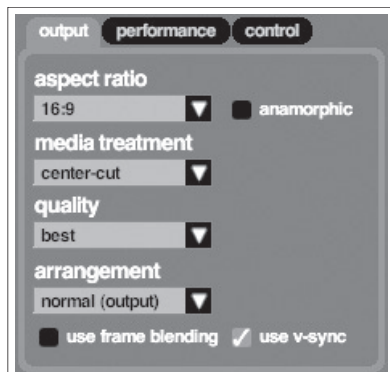 output performance control
aspect ratio
16:9 anamorphic
media treatment
center-cut
quality
best
arrangement
normal (output)
use frame blending use v-sync